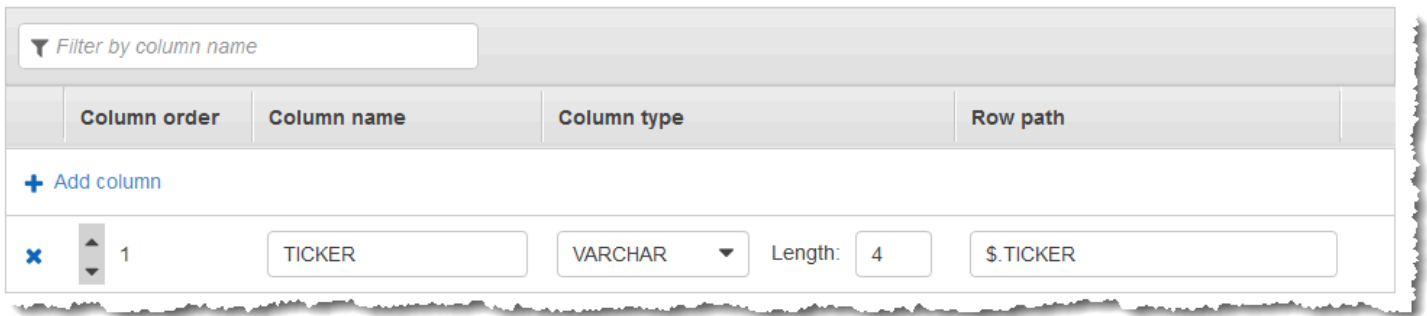 Filter by column name
Column order Column name Column type Row path
Add column
1 TICKER VARCHAR Length: 4 $.TICKER